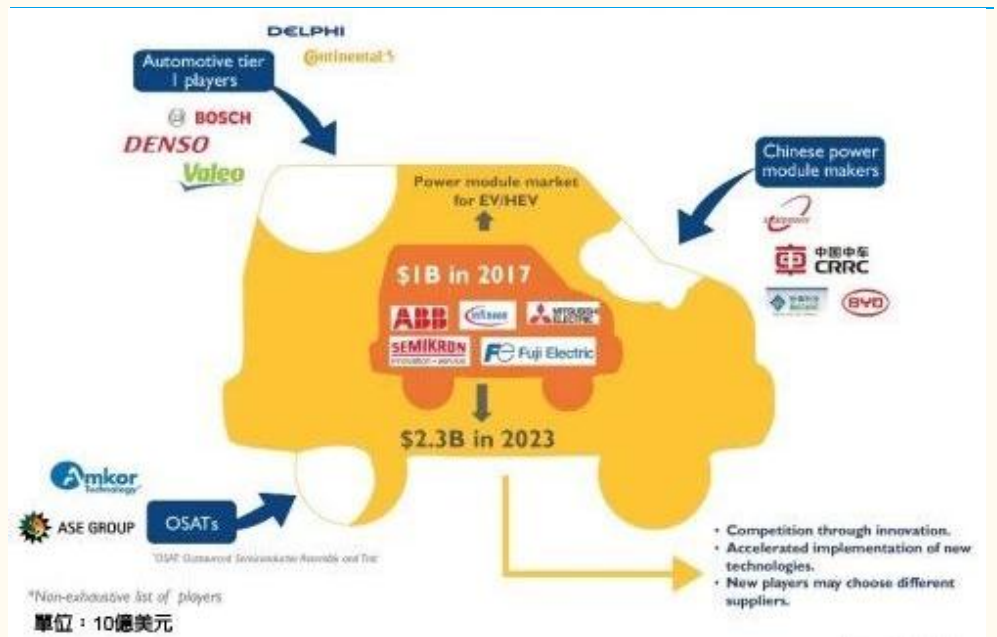 DELPHI
Continental
Automotive tier
1 players
BOSCH
DENSO
Valeo
Chinese power
module makers
中国中车
CRRC
BYD
Power module market
for EV/HEV
$1B in 2017
ABB
Infineon
MITSUBISHI
ELECTRIC
SEMIKRON
innovation + service
Fuji Electric
$2.3B in 2023
Amkor
Technology
ASE GROUP
OSATs
*OSAT: Outsourced Semiconductor Assembly and Test
• Competition through innovation.
• Accelerated implementation of new
technologies.
• New players may choose different
suppliers.
*Non-exhaustive list of players
單位：10億美元